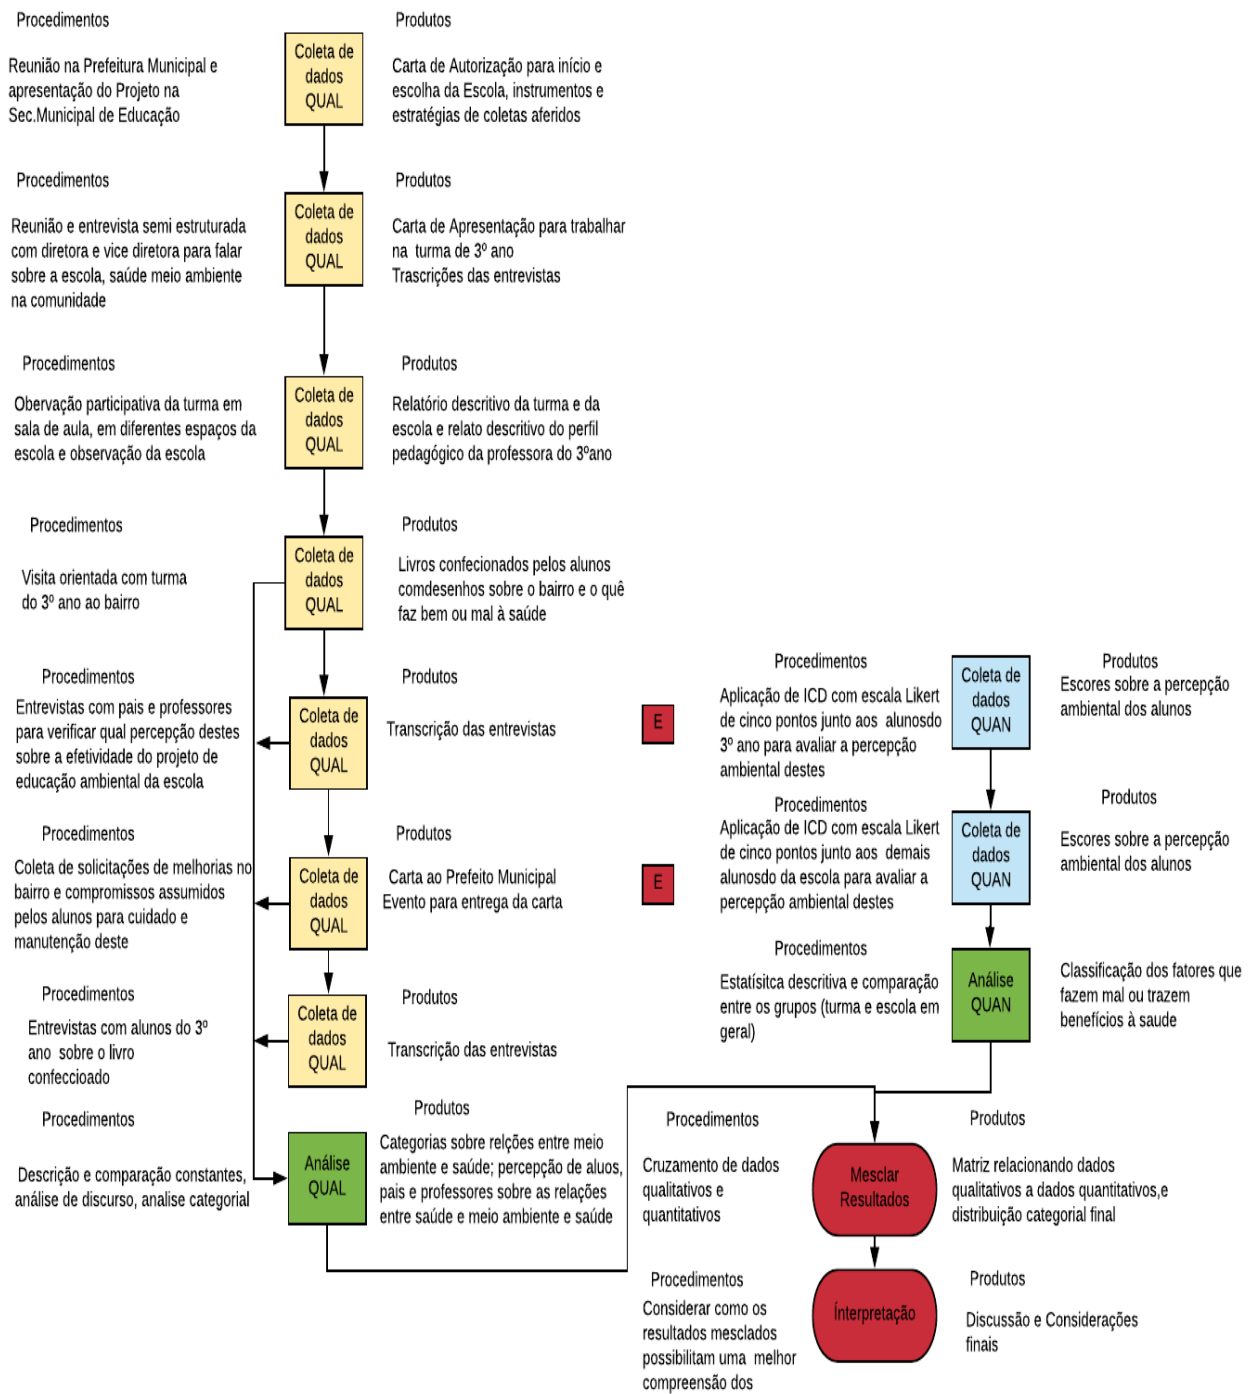 Procedimentos
Coleta de
dados
QUAL
Produtos
Reunião na Prefeitura Municipal e
apresentação do Projeto na
Sec.Municipal de Educação
Carta de Autorização para início e
escolha da Escola, instrumentos e
estratégias de coletas aferidos
Procedimentos
Coleta de
dados
QUAL
Produtos
Reunião e entrevista semi estruturada
com diretora e vice diretora para falar
sobre a escola, saúde meio ambiente
na comunidade
Carta de Apresentação para trabalhar
na turma de 3º ano
Trascrições das entrevistas
Procedimentos
Coleta de
dados
QUAL
Produtos
Obervação participativa da turma em
sala de aula, em diferentes espaços da
escola e observação da escola
Relatório descritivo da turma e da
escola e relato descritivo do perfil
pedagógico da professora do 3ºano
Procedimentos
Coleta de
dados
QUAL
Produtos
Visita orientada com turma
do 3º ano ao bairro
Livros confecionados pelos alunos
comdesenhos sobre o bairro e o quê
faz bem ou mal à saúde
Procedimentos
Entrevistas com pais e professores
para verificar qual percepção destes
sobre a efetividade do projeto de
educação ambiental da escola
Coleta de
dados
QUAL
Produtos
Transcrição das entrevistas
E
Procedimentos
Aplicação de ICD com escala Likert
de cinco pontos junto aos alunosdo
3º ano para avaliar a percepção
ambiental destes
Coleta de
dados
QUAN
Produtos
Escores sobre a percepção
ambiental dos alunos
Procedimentos
Coleta de solicitações de melhorias no
bairro e compromissos assumidos
pelos alunos para cuidado e
manutenção deste
Coleta de
dados
QUAL
Produtos
Carta ao Prefeito Municipal
Evento para entrega da carta
E
Procedimentos
Aplicação de ICD com escala Likert
de cinco pontos junto aos demais
alunosdo da escola para avaliar a
percepção ambiental destes
Coleta de
dados
QUAN
Produtos
Escores sobre a percepção
ambiental dos alunos
Procedimentos
Entrevistas com alunos do 3º
ano sobre o livro
confeccioado
Coleta de
dados
QUAL
Produtos
Transcrição das entrevistas
Procedimentos
Estatísitca descritiva e comparação
entre os grupos (turma e escola em
geral)
Análise
QUAN
Classificação dos fatores que
fazem mal ou trazem
benefícios à saude
Procedimentos
Descrição e comparação constantes,
análise de discurso, analise categorial
Análise
QUAL
Produtos
Categorias sobre relções entre meio
ambiente e saúde; percepção de aluos,
pais e professores sobre as relações
entre saúde e meio ambiente e saúde
Procedimentos
Cruzamento de dados
qualitativos e
quantitativos
Mesclar
Resultados
Produtos
Matriz relacionando dados
qualitativos a dados quantitativos,e
distribuição categorial final
Procedimentos
Considerar como os
resultados mesclados
possibilitam uma melhor
compreensão dos
Ínterpretação
Produtos
Discussão e Considerações
finais